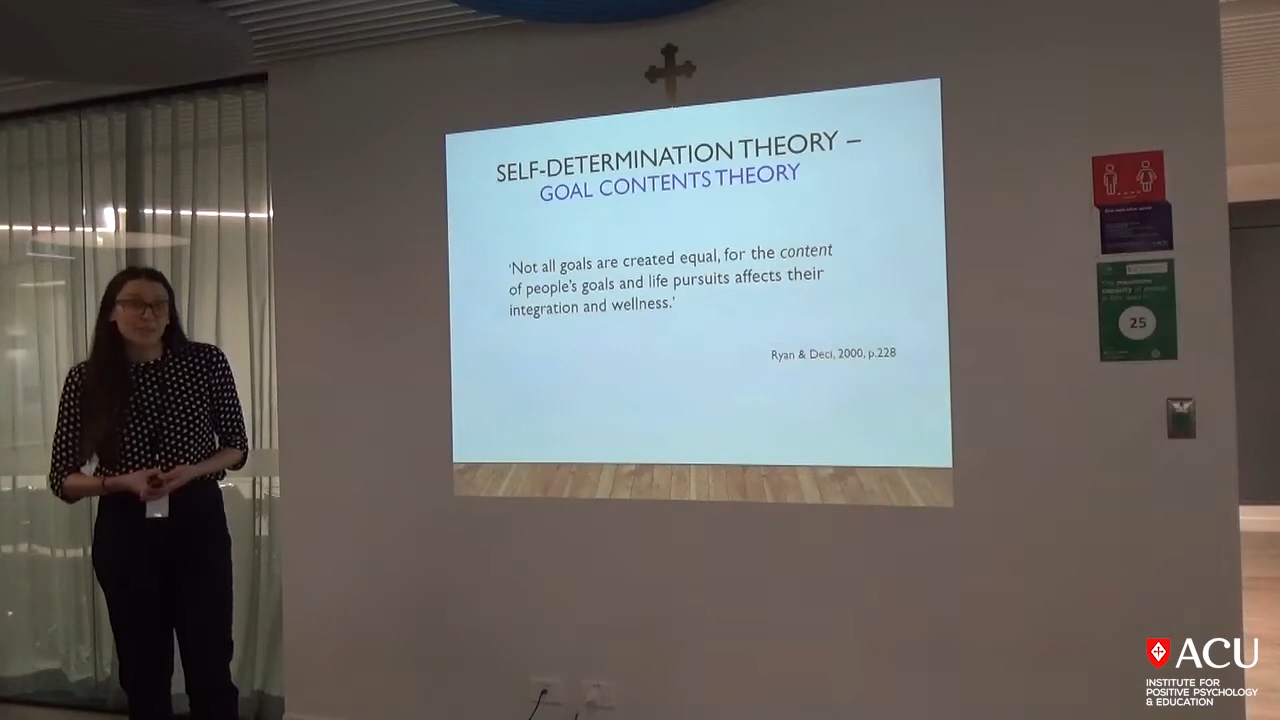 SELF-DETERMINATION THEORY –
GOAL CONTENTS THEORY
'Not all goals are created equal, for the content
of people's goals and life pursuits affects their
integration and wellness.'
Ryan & Deci, 2000, p.228
25
ACU
INSTITUTE FOR
POSITIVE PSYCHOLOGY
& EDUCATION